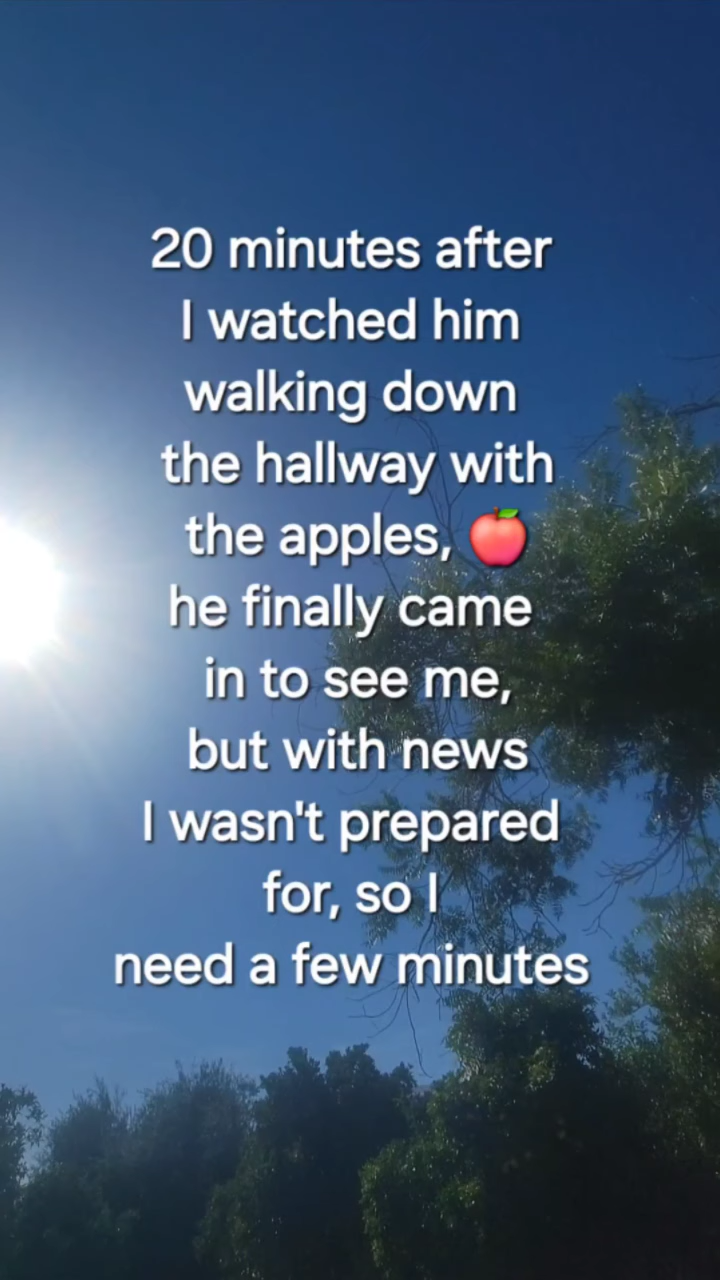 20 minutes after
I watched him
walking down
the hallway with
the apples, 🍎
he finally came
in to see me,
but with news
I wasn't prepared
for, so I
need a few minutes